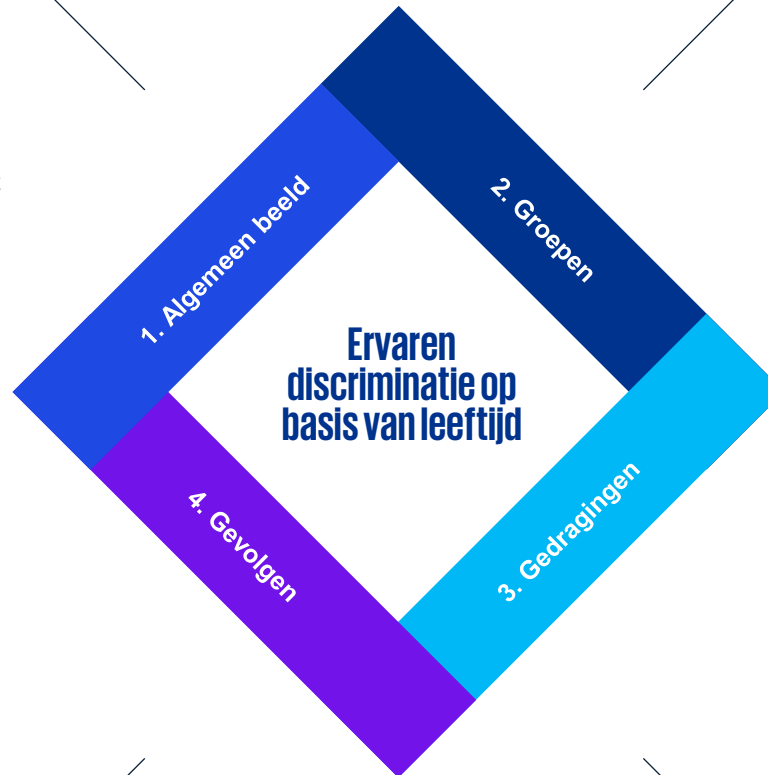 1. Algemeen beeld
2. Groepen
Ervaren
discriminatie op
basis van leeftijd
3. Gedragingen
4. Gevolgen